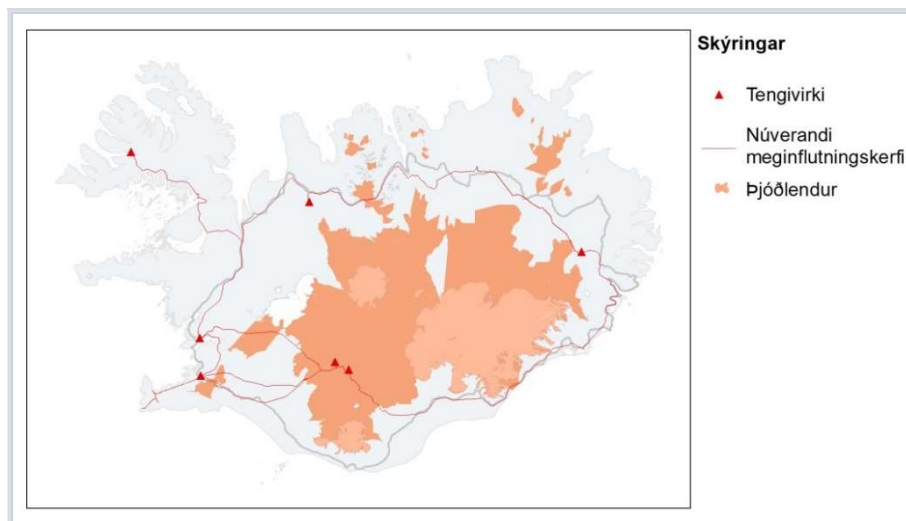 Skýringar
Tengivirki
Núverandi
meginflutningskerfi
Þjóðlendur